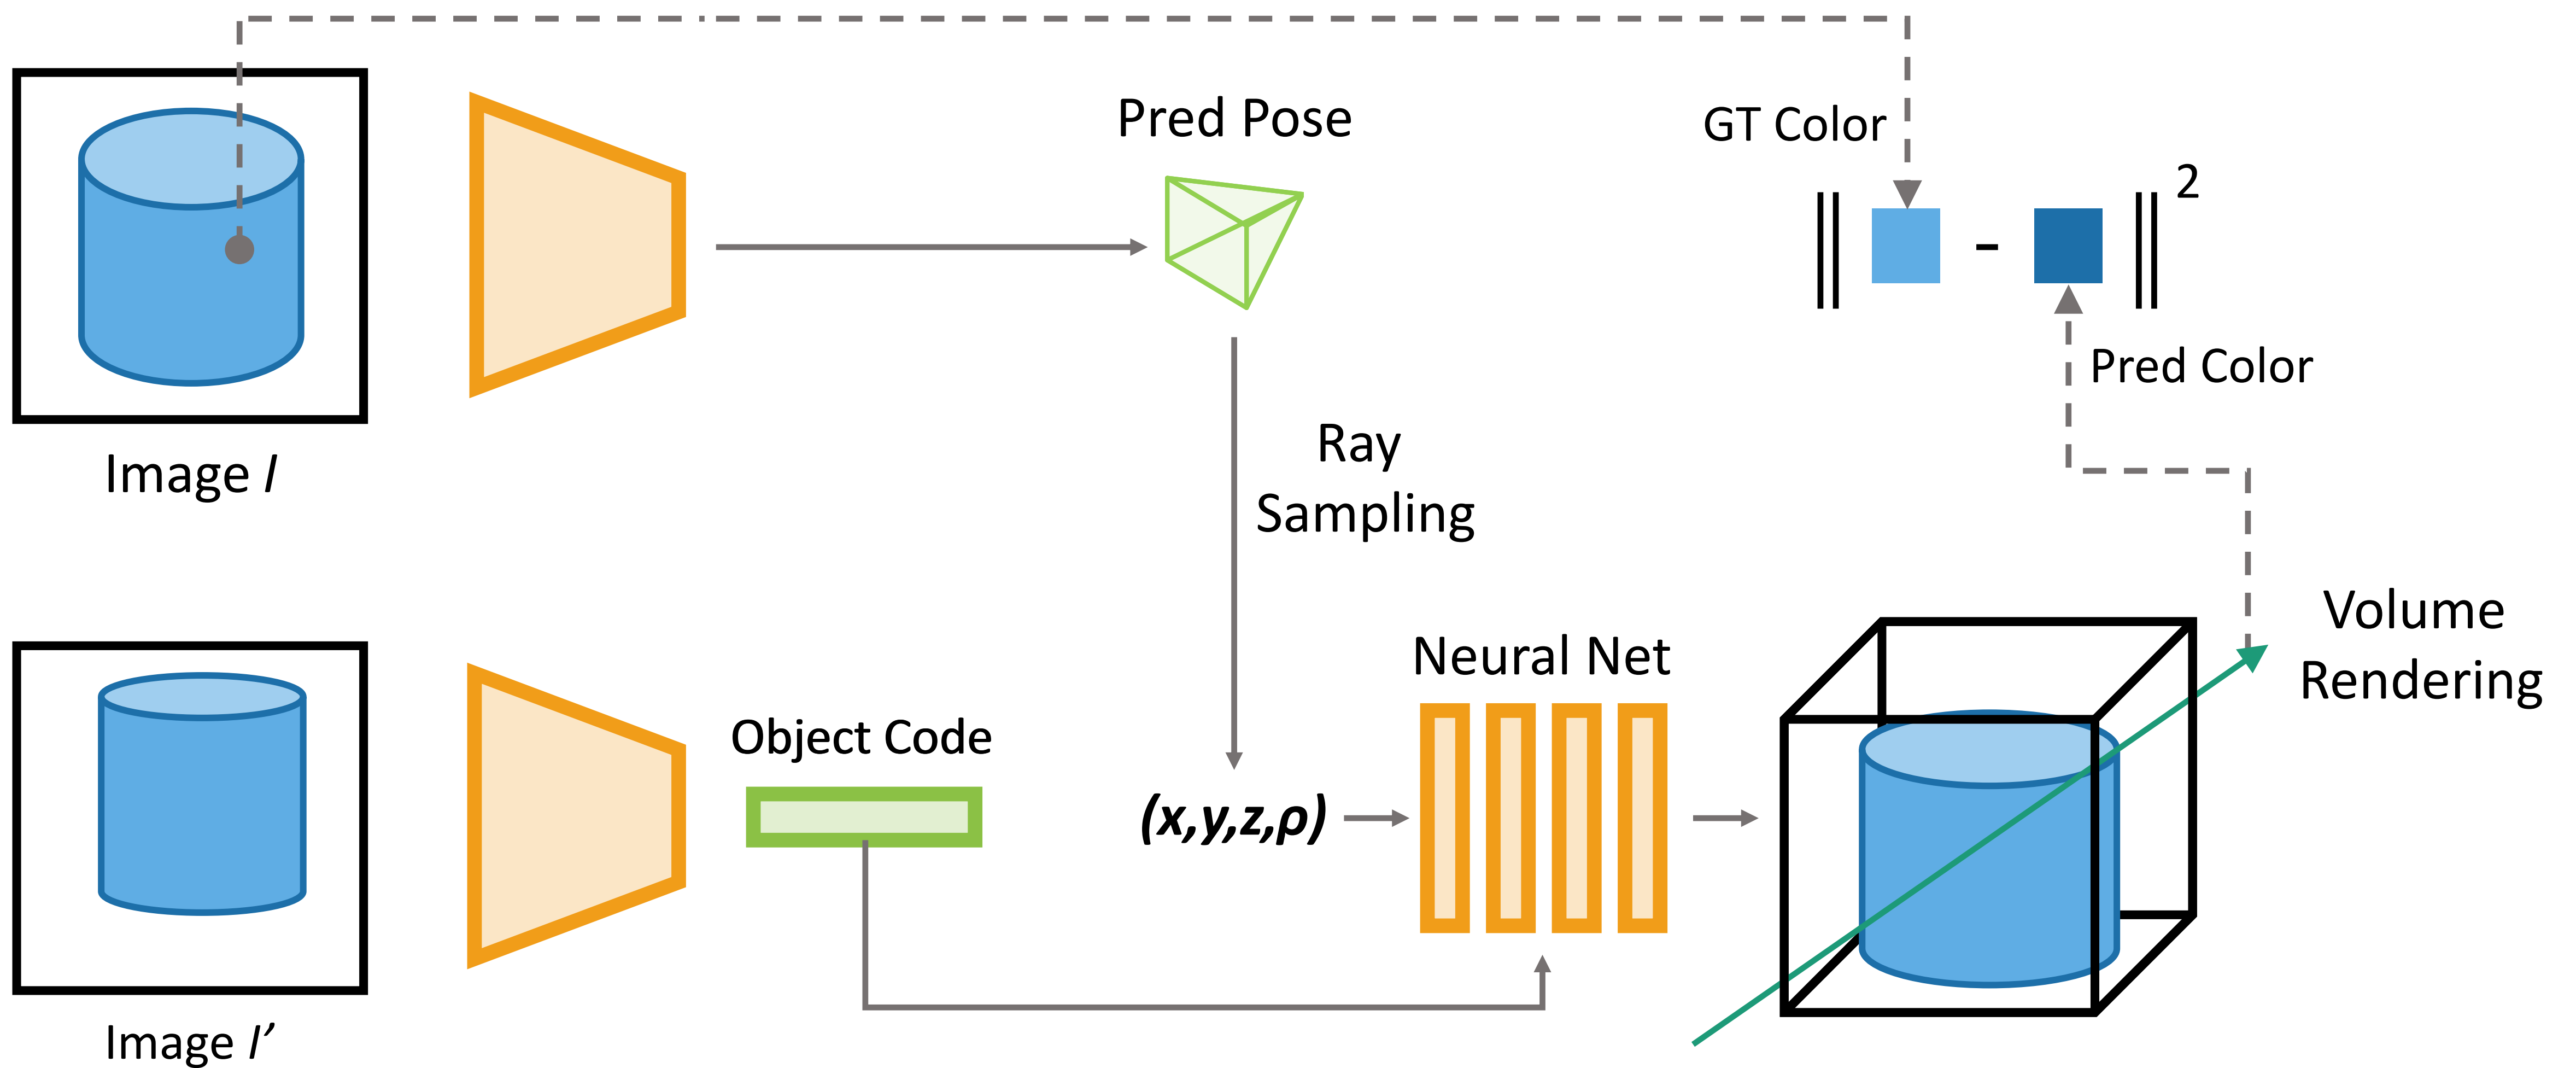 Pred Pose
GT Color
‖ - ‖ 2
Pred Color
Image I
Ray
Sampling
Volume
Rendering
Neural Net
Object Code
(x,y,z,ρ)
Image I’